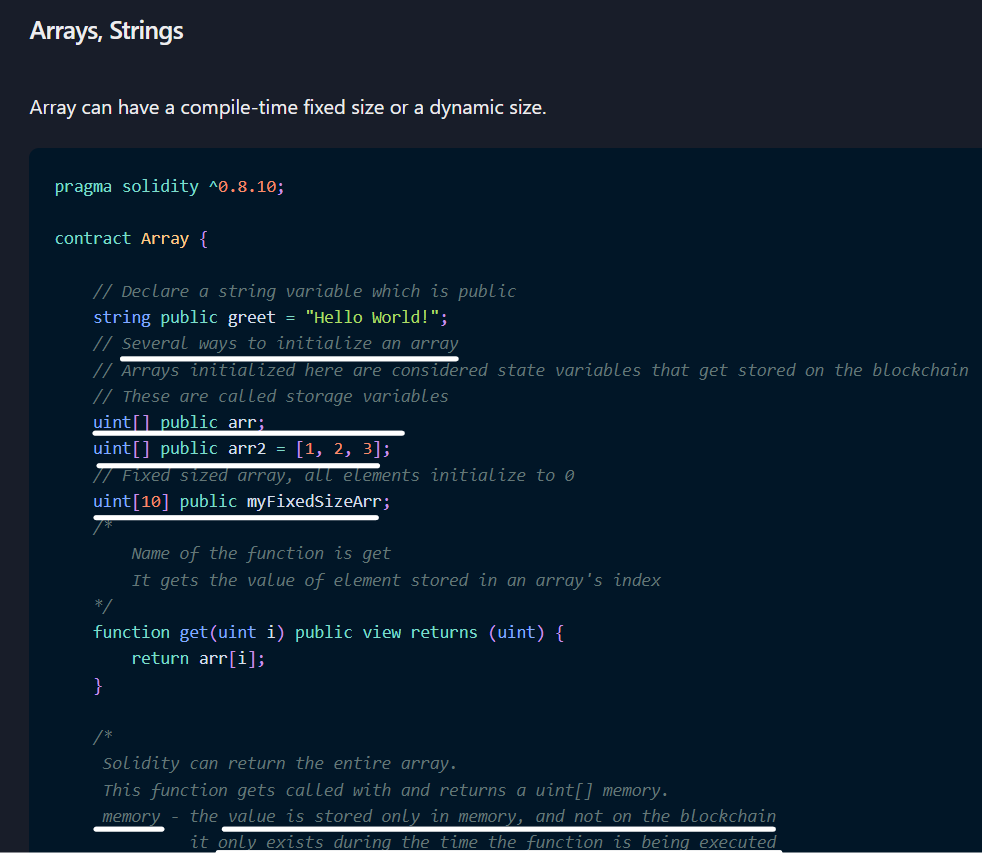 Arrays, Strings
Array can have a compile-time fixed size or a dynamic size.
pragma solidity ^0.8.10;
contract Array {
// Declare a string variable which is public
string public greet = "Hello World!";
// Several ways to initialize an array
// Arrays initialized here are considered state variables that get stored on the blockchain
// These are called storage variables
uint[] public arr;
uint[] public arr2 = [1, 2, 3];
// Fixed sized array, all elements initialize to 0
uint[10] public myFixedSizeArr;
/*
Name of the function is get
It gets the value of element stored in an array's index
*/
function get(uint i) public view returns (uint) {
return arr[i];
}
/*
Solidity can return the entire array.
This function gets called with and returns a uint[] memory.
memory - the value is stored only in memory, and not on the blockchain
it only exists during the time the function is being executed